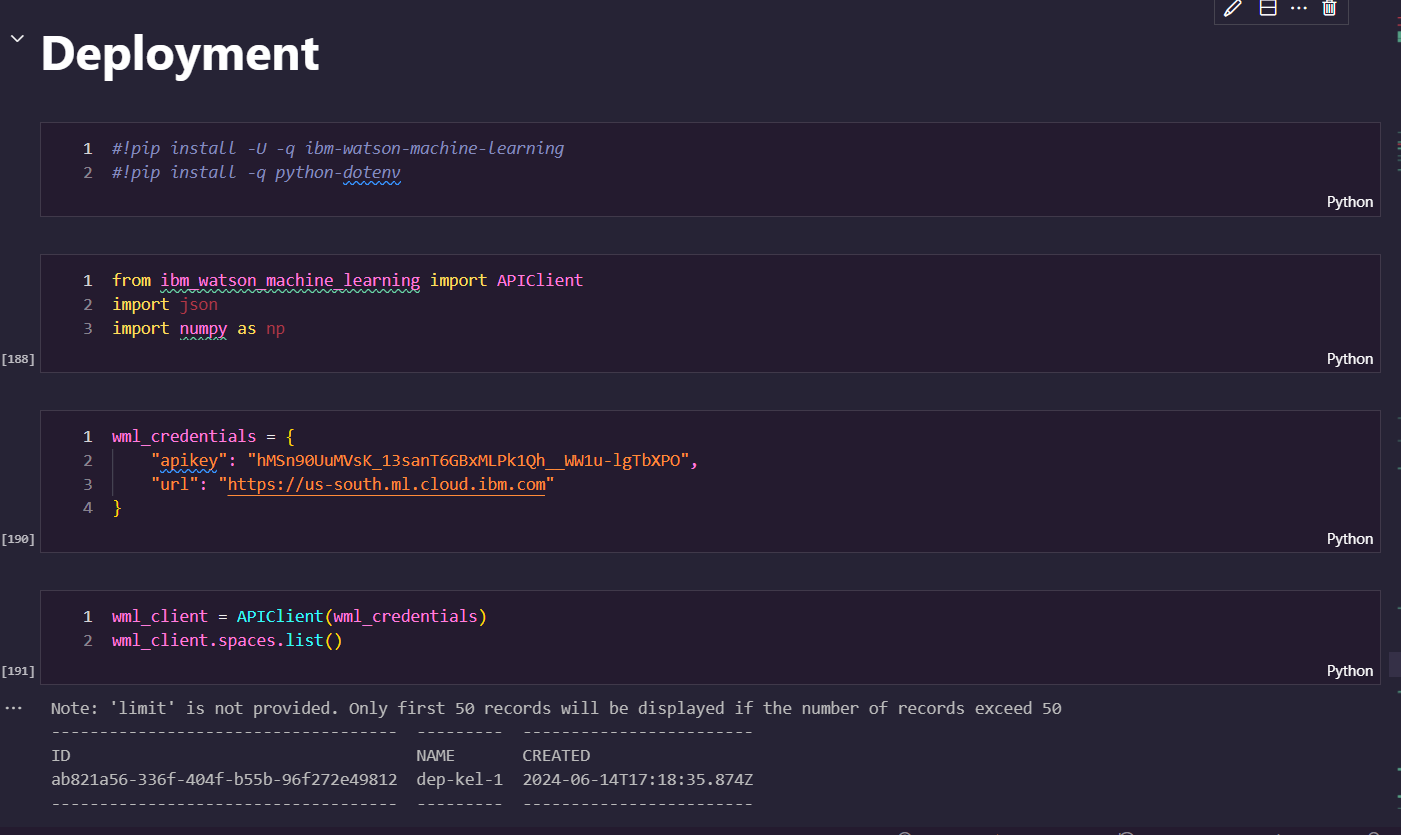 Deployment
1 #!pip install -U -q ibm-watson-machine-learning
2 #!pip install -q python-dotenv
Python
1 from ibm_watson_machine_learning import APIClient
2 import json
3 import numpy as np
[188]
Python
1 wml_credentials = {
2 "apikey": "hMSn90UuMVsK_13sanT6GBxMLPk1Qh__WW1u-lgTbXPO",
3 "url": "https://us-south.ml.cloud.ibm.com"
4 }
[190]
Python
1 wml_client = APIClient(wml_credentials)
2 wml_client.spaces.list()
[191]
Python
Note: 'limit' is not provided. Only first 50 records will be displayed if the number of records exceed 50
------------------------------------ --------- ------------------------
ID NAME CREATED
ab821a56-336f-404f-b55b-96f272e49812 dep-kel-1 2024-06-14T17:18:35.874Z
------------------------------------ --------- ------------------------